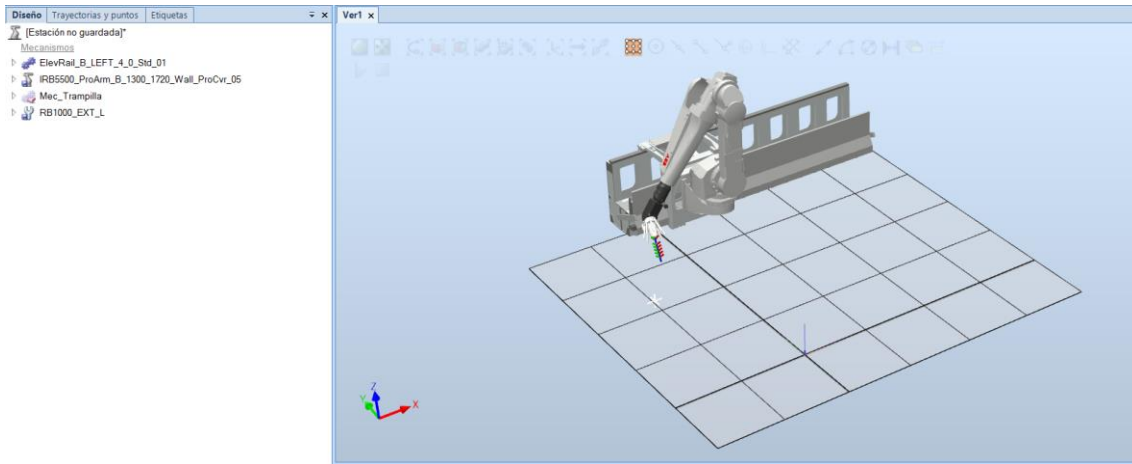 Diseño Trayectorias y puntos Etiquetas
[Estación no guardada]*
Mecanismos
ElevRail_B_LEFT_4_0_Std_01
IRB5500_ProArm_B_1300_1720_Wall_ProCvr_05
Mec_Trampilla
RB1000_EXT_L
Ver1
Z
Y
X